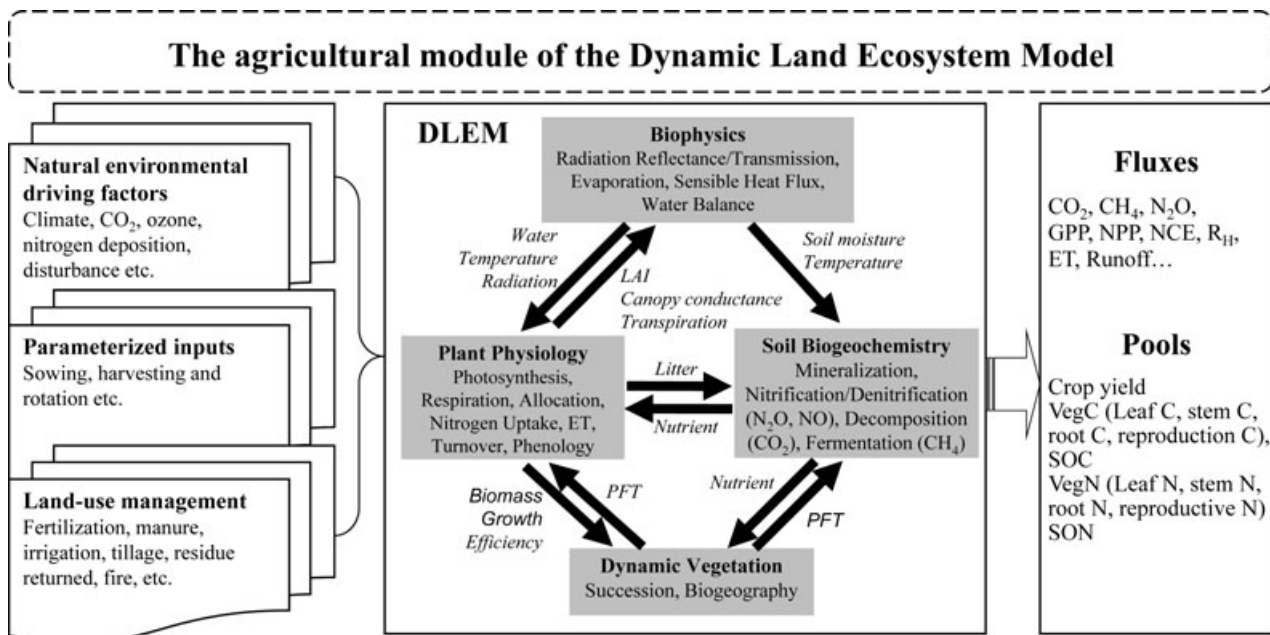 The agricultural module of the Dynamic Land Ecosystem Model
Natural environmental
driving factors
Climate, CO₂, ozone,
nitrogen deposition,
disturbance etc.
Parameterized inputs
Sowing, harvesting and
rotation etc.
Land-use management
Fertilization, manure,
irrigation, tillage, residue
returned, fire, etc.
DLEM
Biophysics
Radiation Reflectance/Transmission,
Evaporation, Sensible Heat Flux,
Water Balance
Water
Temperature
Radiation
LAI
Canopy conductance
Transpiration
Soil moisture
Temperature
Plant Physiology
Photosynthesis,
Respiration, Allocation,
Nitrogen Uptake, ET,
Turnover, Phenology
Litter
Nutrient
Soil Biogeochemistry
Mineralization,
Nitrification/Denitrification
(N₂O, NO), Decomposition
(CO₂), Fermentation (CH₄)
Biomass
Growth
Efficiency
PFT
Nutrient
PFT
Dynamic Vegetation
Succession, Biogeography
Fluxes
CO₂, CH₄, N₂O,
GPP, NPP, NCE, R_H,
ET, Runoff…
Pools
Crop yield
VegC (Leaf C, stem C,
root C, reproduction C),
SOC
VegN (Leaf N, stem N,
root N, reproductive N)
SON